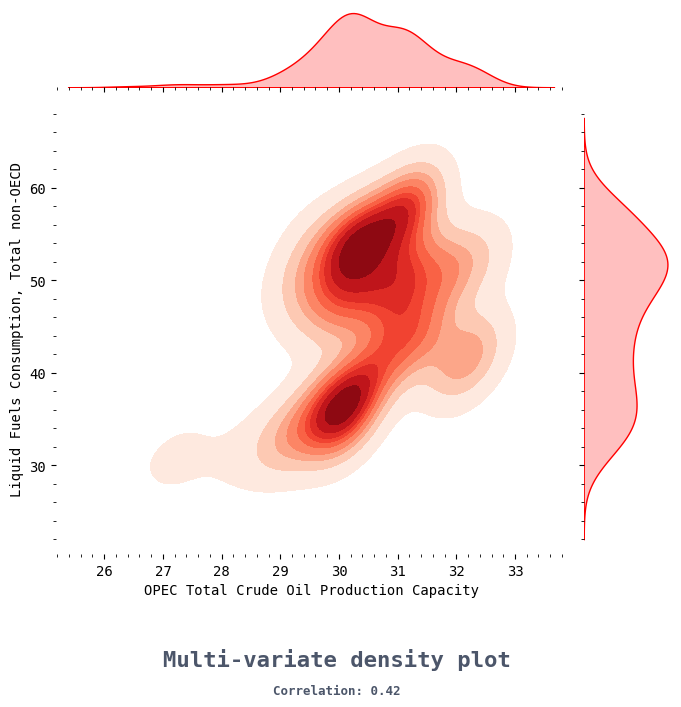 60
50
40
30
Liquid Fuels Consumption, Total non-OECD
26 27 28 29 30 31 32 33
OPEC Total Crude Oil Production Capacity
Multi-variate density plot
Correlation: 0.42